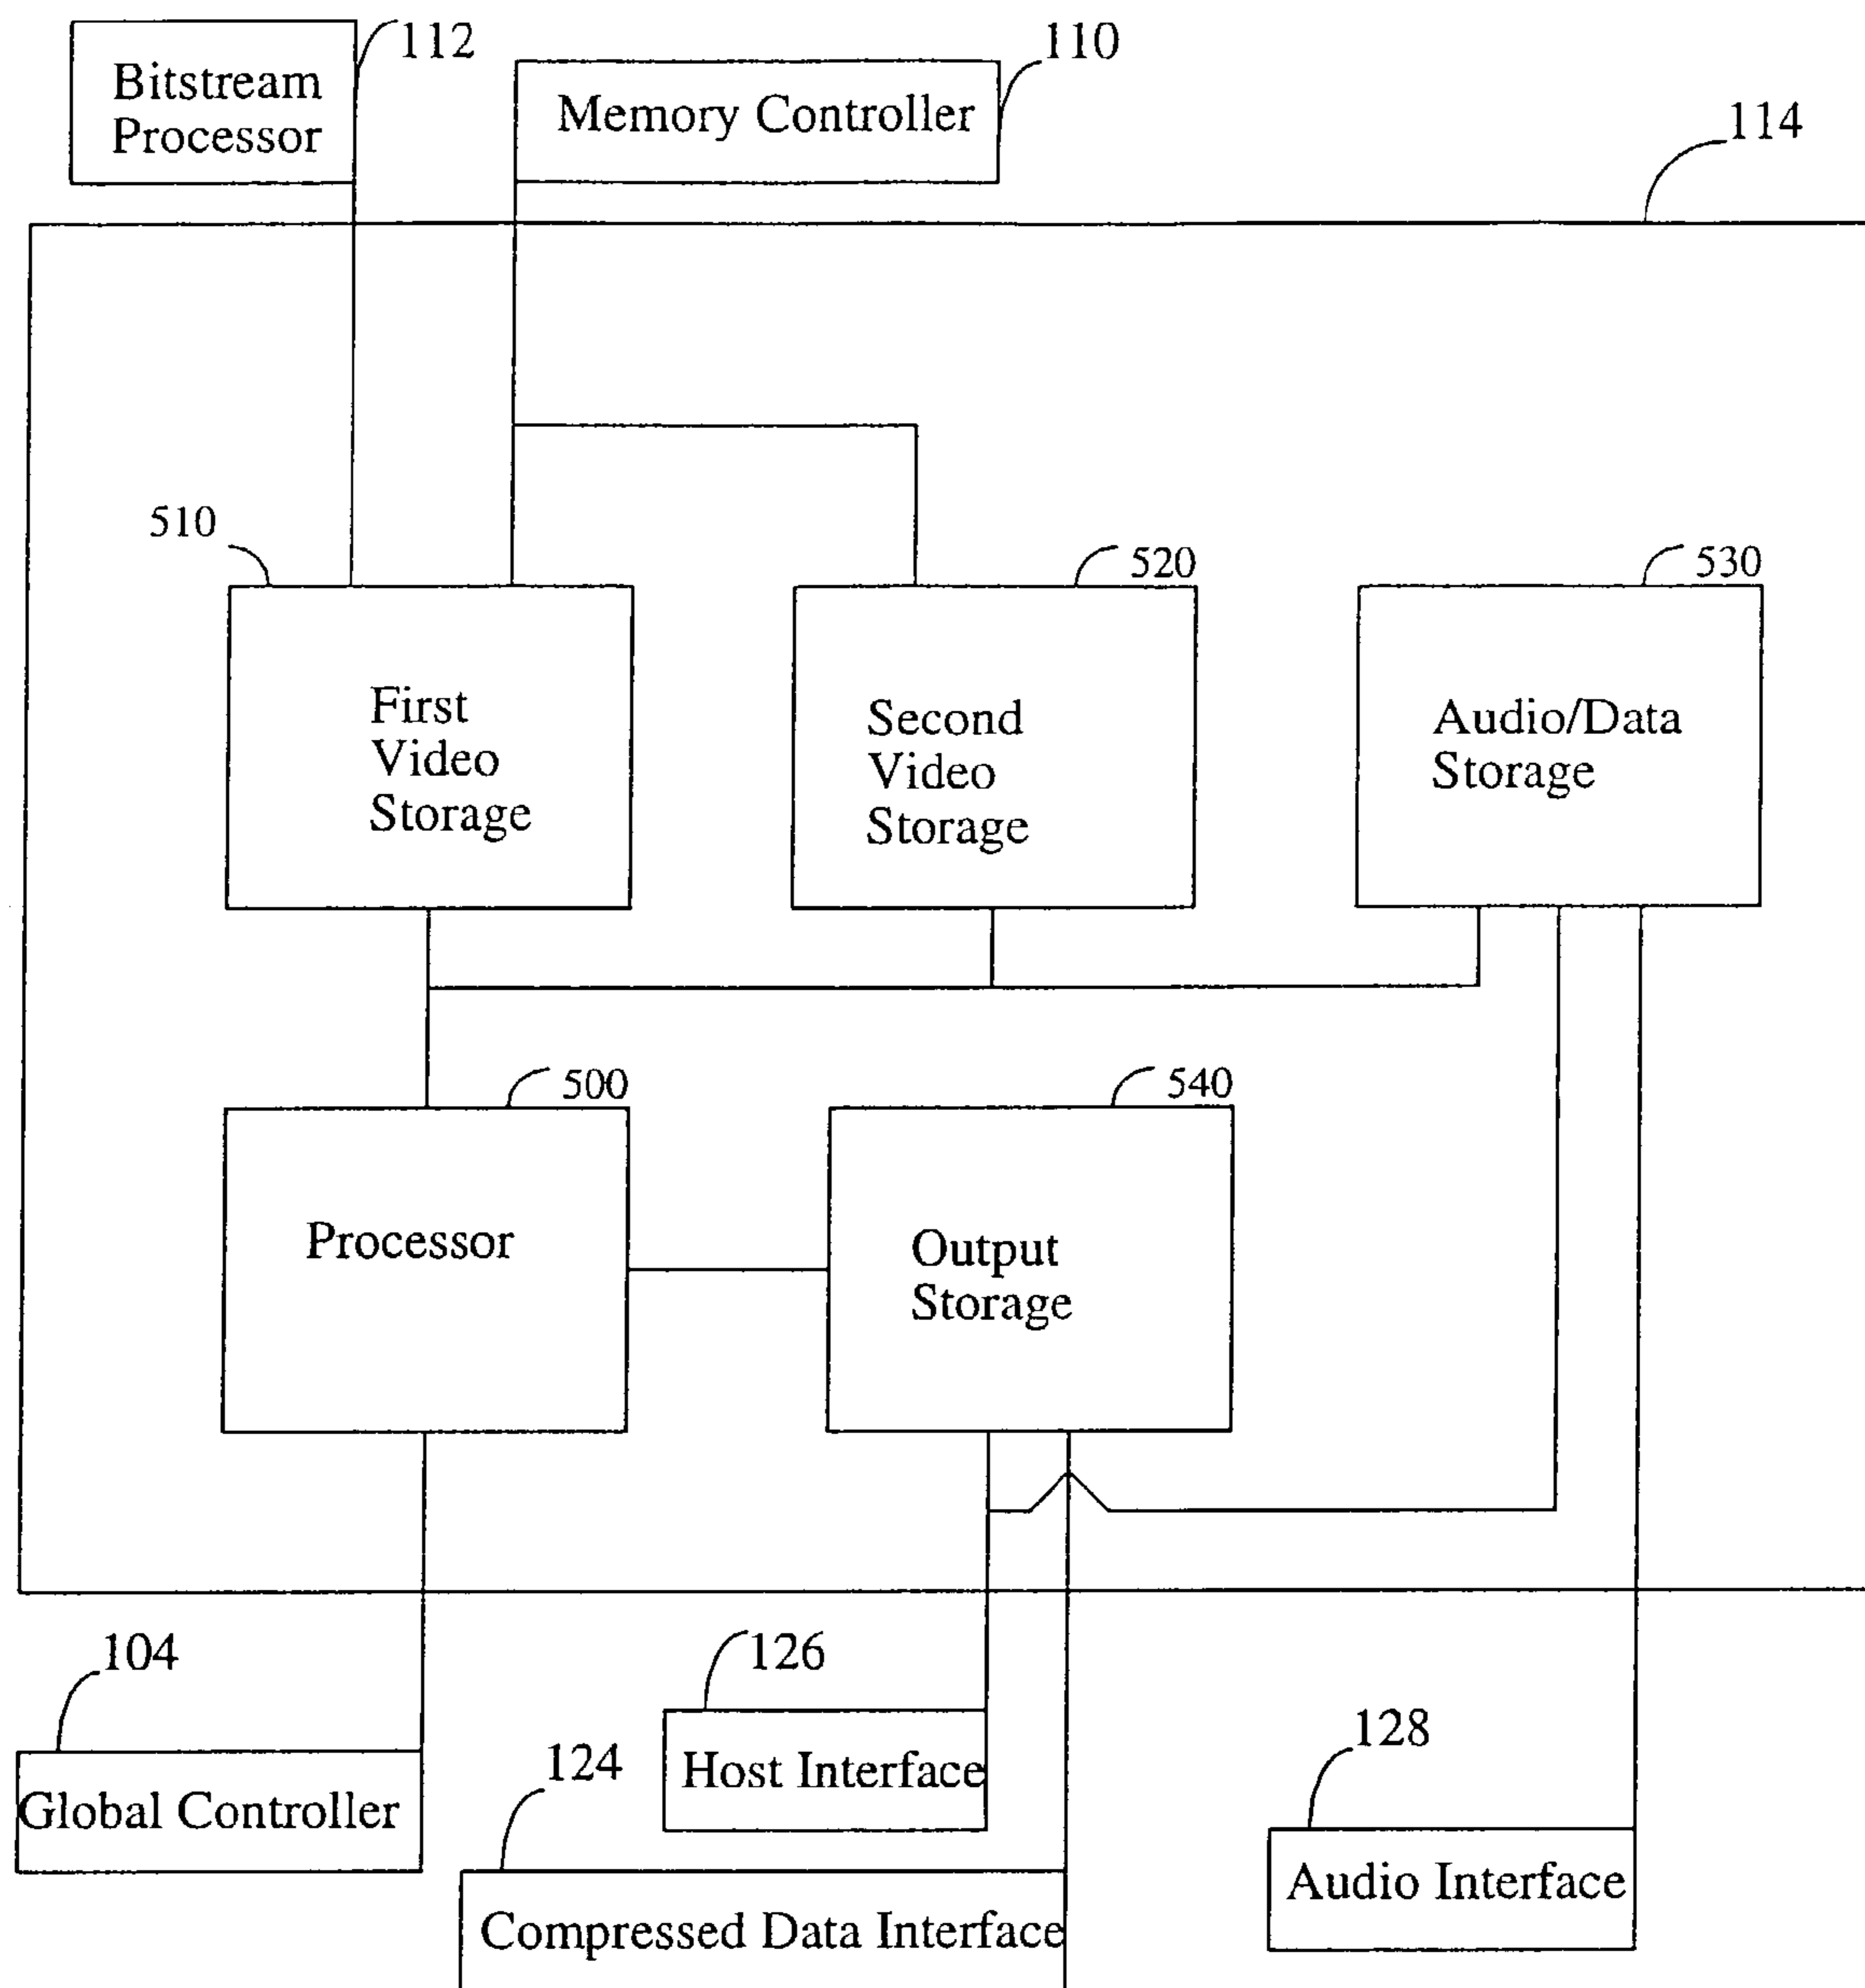 112
110
Bitstream
Processor
Memory Controller
114
510
520
530
First
Video
Storage
Second
Video
Storage
Audio/Data
Storage
500
540
Processor
Output
Storage
104
126
128
124
Host Interface
Global Controller
Audio Interface
Compressed Data Interface